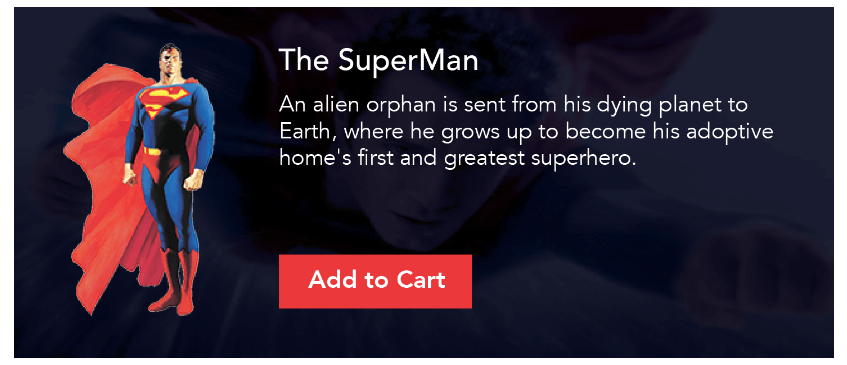 The SuperMan
An alien orphan is sent from his dying planet to
Earth, where he grows up to become his adoptive
home's first and greatest superhero.
Add to Cart